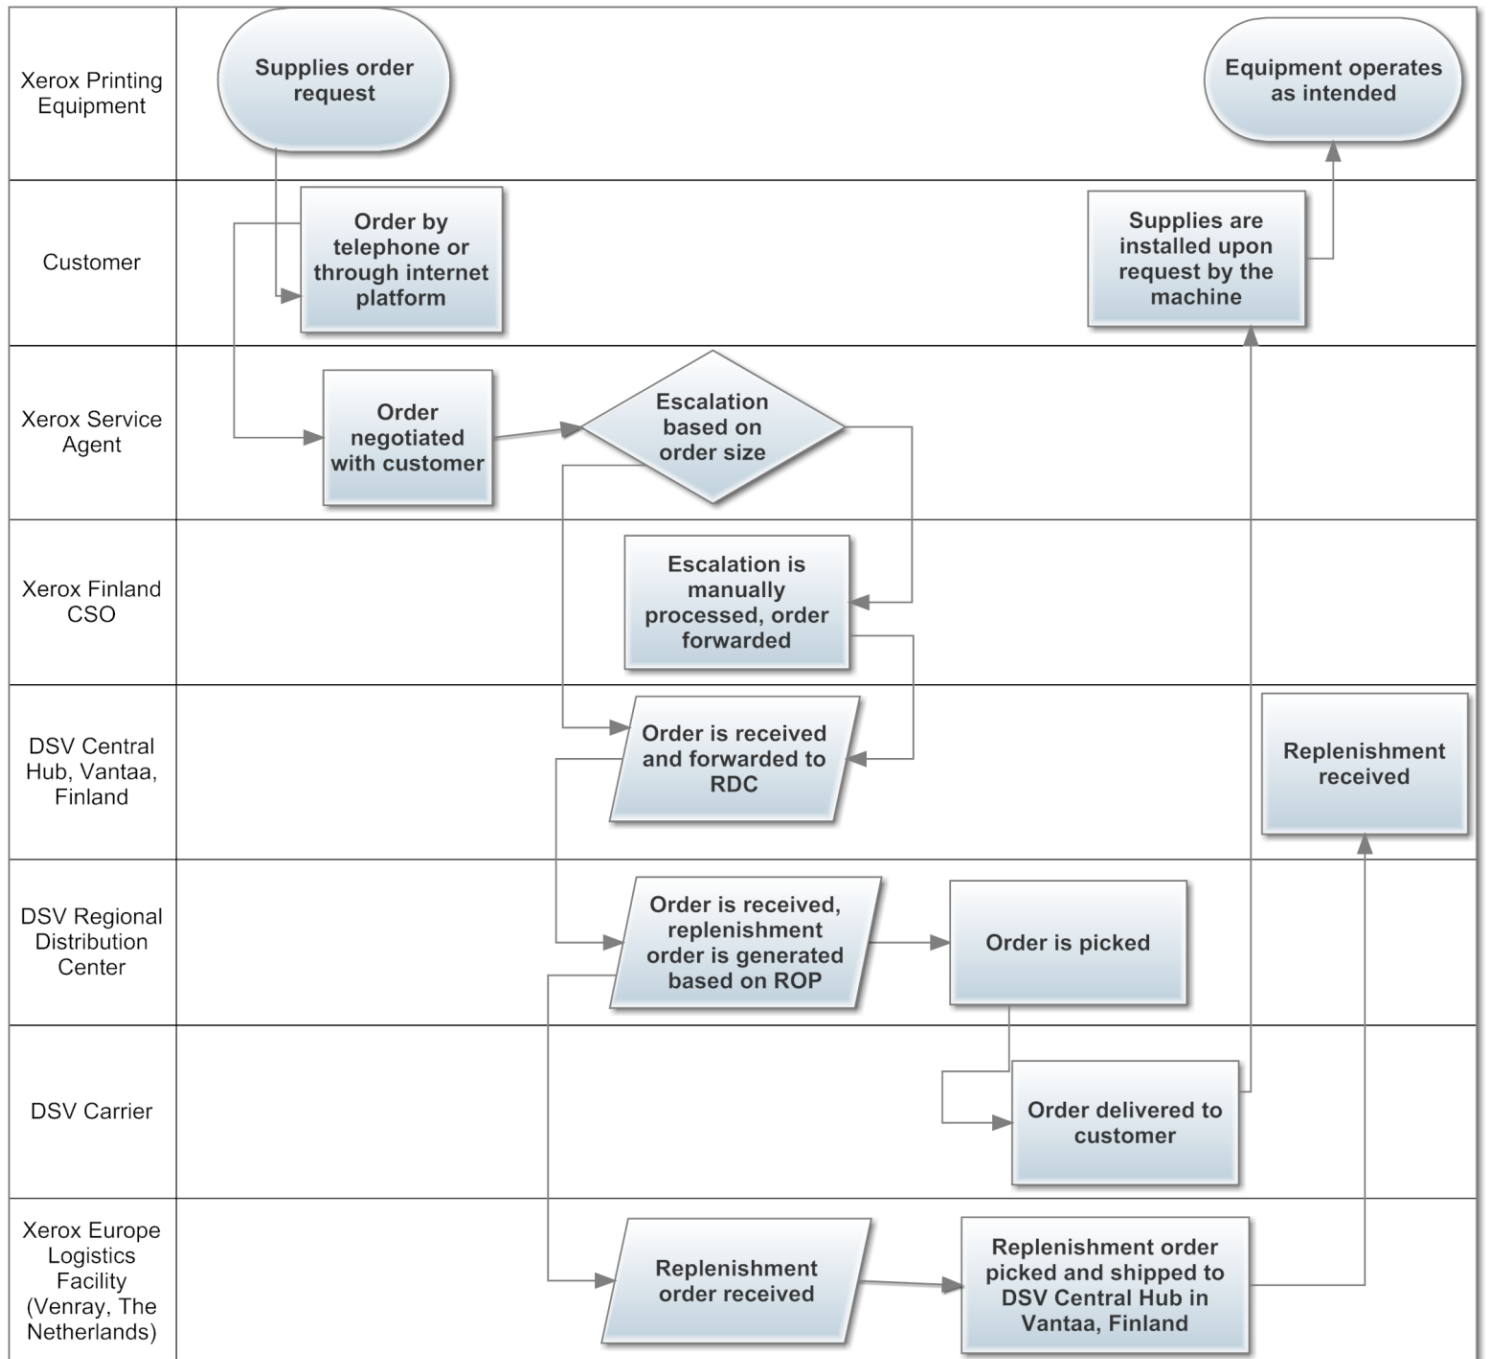 Xerox Printing
Equipment
Supplies order
request
Equipment operates
as intended
Customer
Order by
telephone or
through internet
platform
Supplies are
installed upon
request by the
machine
Xerox Service
Agent
Order
negotiated
with customer
Escalation
based on
order size
Xerox Finland
CSO
Escalation is
manually
processed, order
forwarded
DSV Central
Hub, Vantaa,
Finland
Order is received
and forwarded to
RDC
Replenishment
received
DSV Regional
Distribution
Center
Order is received,
replenishment
order is generated
based on ROP
Order is picked
DSV Carrier
Order delivered to
customer
Xerox Europe
Logistics
Facility
(Venray, The
Netherlands)
Replenishment
order received
Replenishment order
picked and shipped to
DSV Central Hub in
Vantaa, Finland